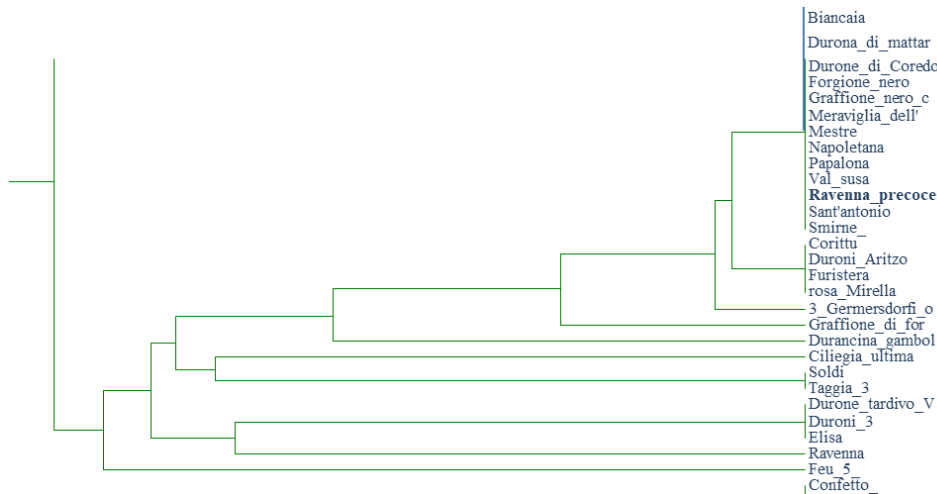 Biancaia
Durona_di_mattar
Durone_di_Coredo
Forgione_nero
Graffione_nero_c
Meraviglia_dell'
Mestre
Napoletana
Papalona
Val_susa
Ravenna_precoce
Sant'antonio
Smirne_
Corittu
Duroni_Aritzo
Furistera
rosa_Mirella
3_Germersdorfi_o
Graffione_di_for
Durancina_gambol
Ciliegia_ultima
Soldi
Taggia_3
Durone_tardivo_V
Duroni_3
Elisa
Ravenna
Feu_5_
Confetto_